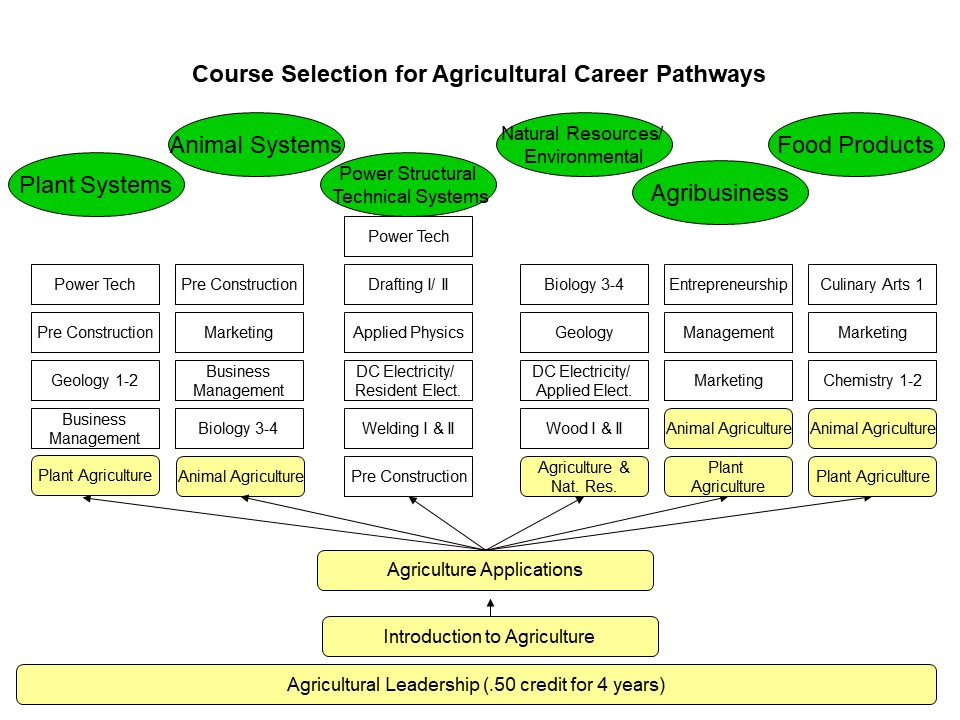 Course Selection for Agricultural Career Pathways
Plant Systems
Animal Systems
Power Structural
Technical Systems
Natural Resources/
Environmental
Agribusiness
Food Products
Power Tech
Pre Construction
Geology 1-2
Business
Management
Plant Agriculture
Pre Construction
Marketing
Business
Management
Biology 3-4
Animal Agriculture
Power Tech
Drafting I/ II
Applied Physics
DC Electricity/
Resident Elect.
Welding I & II
Pre Construction
Biology 3-4
Geology
DC Electricity/
Applied Elect.
Wood I & II
Agriculture &
Nat. Res.
Entrepreneurship
Management
Marketing
Animal Agriculture
Plant
Agriculture
Culinary Arts 1
Marketing
Chemistry 1-2
Animal Agriculture
Plant Agriculture
Agriculture Applications
Introduction to Agriculture
Agricultural Leadership (.50 credit for 4 years)